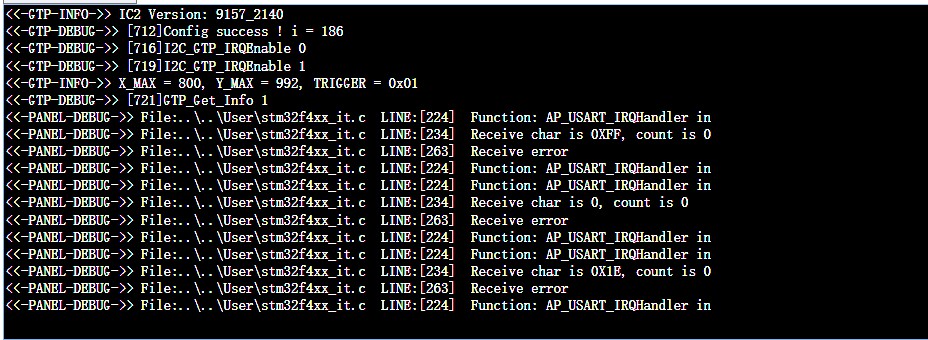 <<-GTP-INFO->> IC2 Version: 9157_2140
<<-GTP-DEBUG->> [712]Config success ! i = 186
<<-GTP-DEBUG->> [716]I2C_GTP_IRQEnable 0
<<-GTP-DEBUG->> [719]I2C_GTP_IRQEnable 1
<<-GTP-INFO->> X_MAX = 800, Y_MAX = 992, TRIGGER = 0x01
<<-GTP-DEBUG->> [721]GTP_Get_Info 1
<<-PANEL-DEBUG->> File:..\..\User\stm32f4xx_it.c  LINE:[224]  Function: AP_USART_IRQHandler in
<<-PANEL-DEBUG->> File:..\..\User\stm32f4xx_it.c  LINE:[234]  Receive char is 0XFF, count is 0
<<-PANEL-DEBUG->> File:..\..\User\stm32f4xx_it.c  LINE:[263]  Receive error
<<-PANEL-DEBUG->> File:..\..\User\stm32f4xx_it.c  LINE:[224]  Function: AP_USART_IRQHandler in
<<-PANEL-DEBUG->> File:..\..\User\stm32f4xx_it.c  LINE:[224]  Function: AP_USART_IRQHandler in
<<-PANEL-DEBUG->> File:..\..\User\stm32f4xx_it.c  LINE:[234]  Receive char is 0, count is 0
<<-PANEL-DEBUG->> File:..\..\User\stm32f4xx_it.c  LINE:[263]  Receive error
<<-PANEL-DEBUG->> File:..\..\User\stm32f4xx_it.c  LINE:[224]  Function: AP_USART_IRQHandler in
<<-PANEL-DEBUG->> File:..\..\User\stm32f4xx_it.c  LINE:[224]  Function: AP_USART_IRQHandler in
<<-PANEL-DEBUG->> File:..\..\User\stm32f4xx_it.c  LINE:[234]  Receive char is 0X1E, count is 0
<<-PANEL-DEBUG->> File:..\..\User\stm32f4xx_it.c  LINE:[263]  Receive error
<<-PANEL-DEBUG->> File:..\..\User\stm32f4xx_it.c  LINE:[224]  Function: AP_USART_IRQHandler in